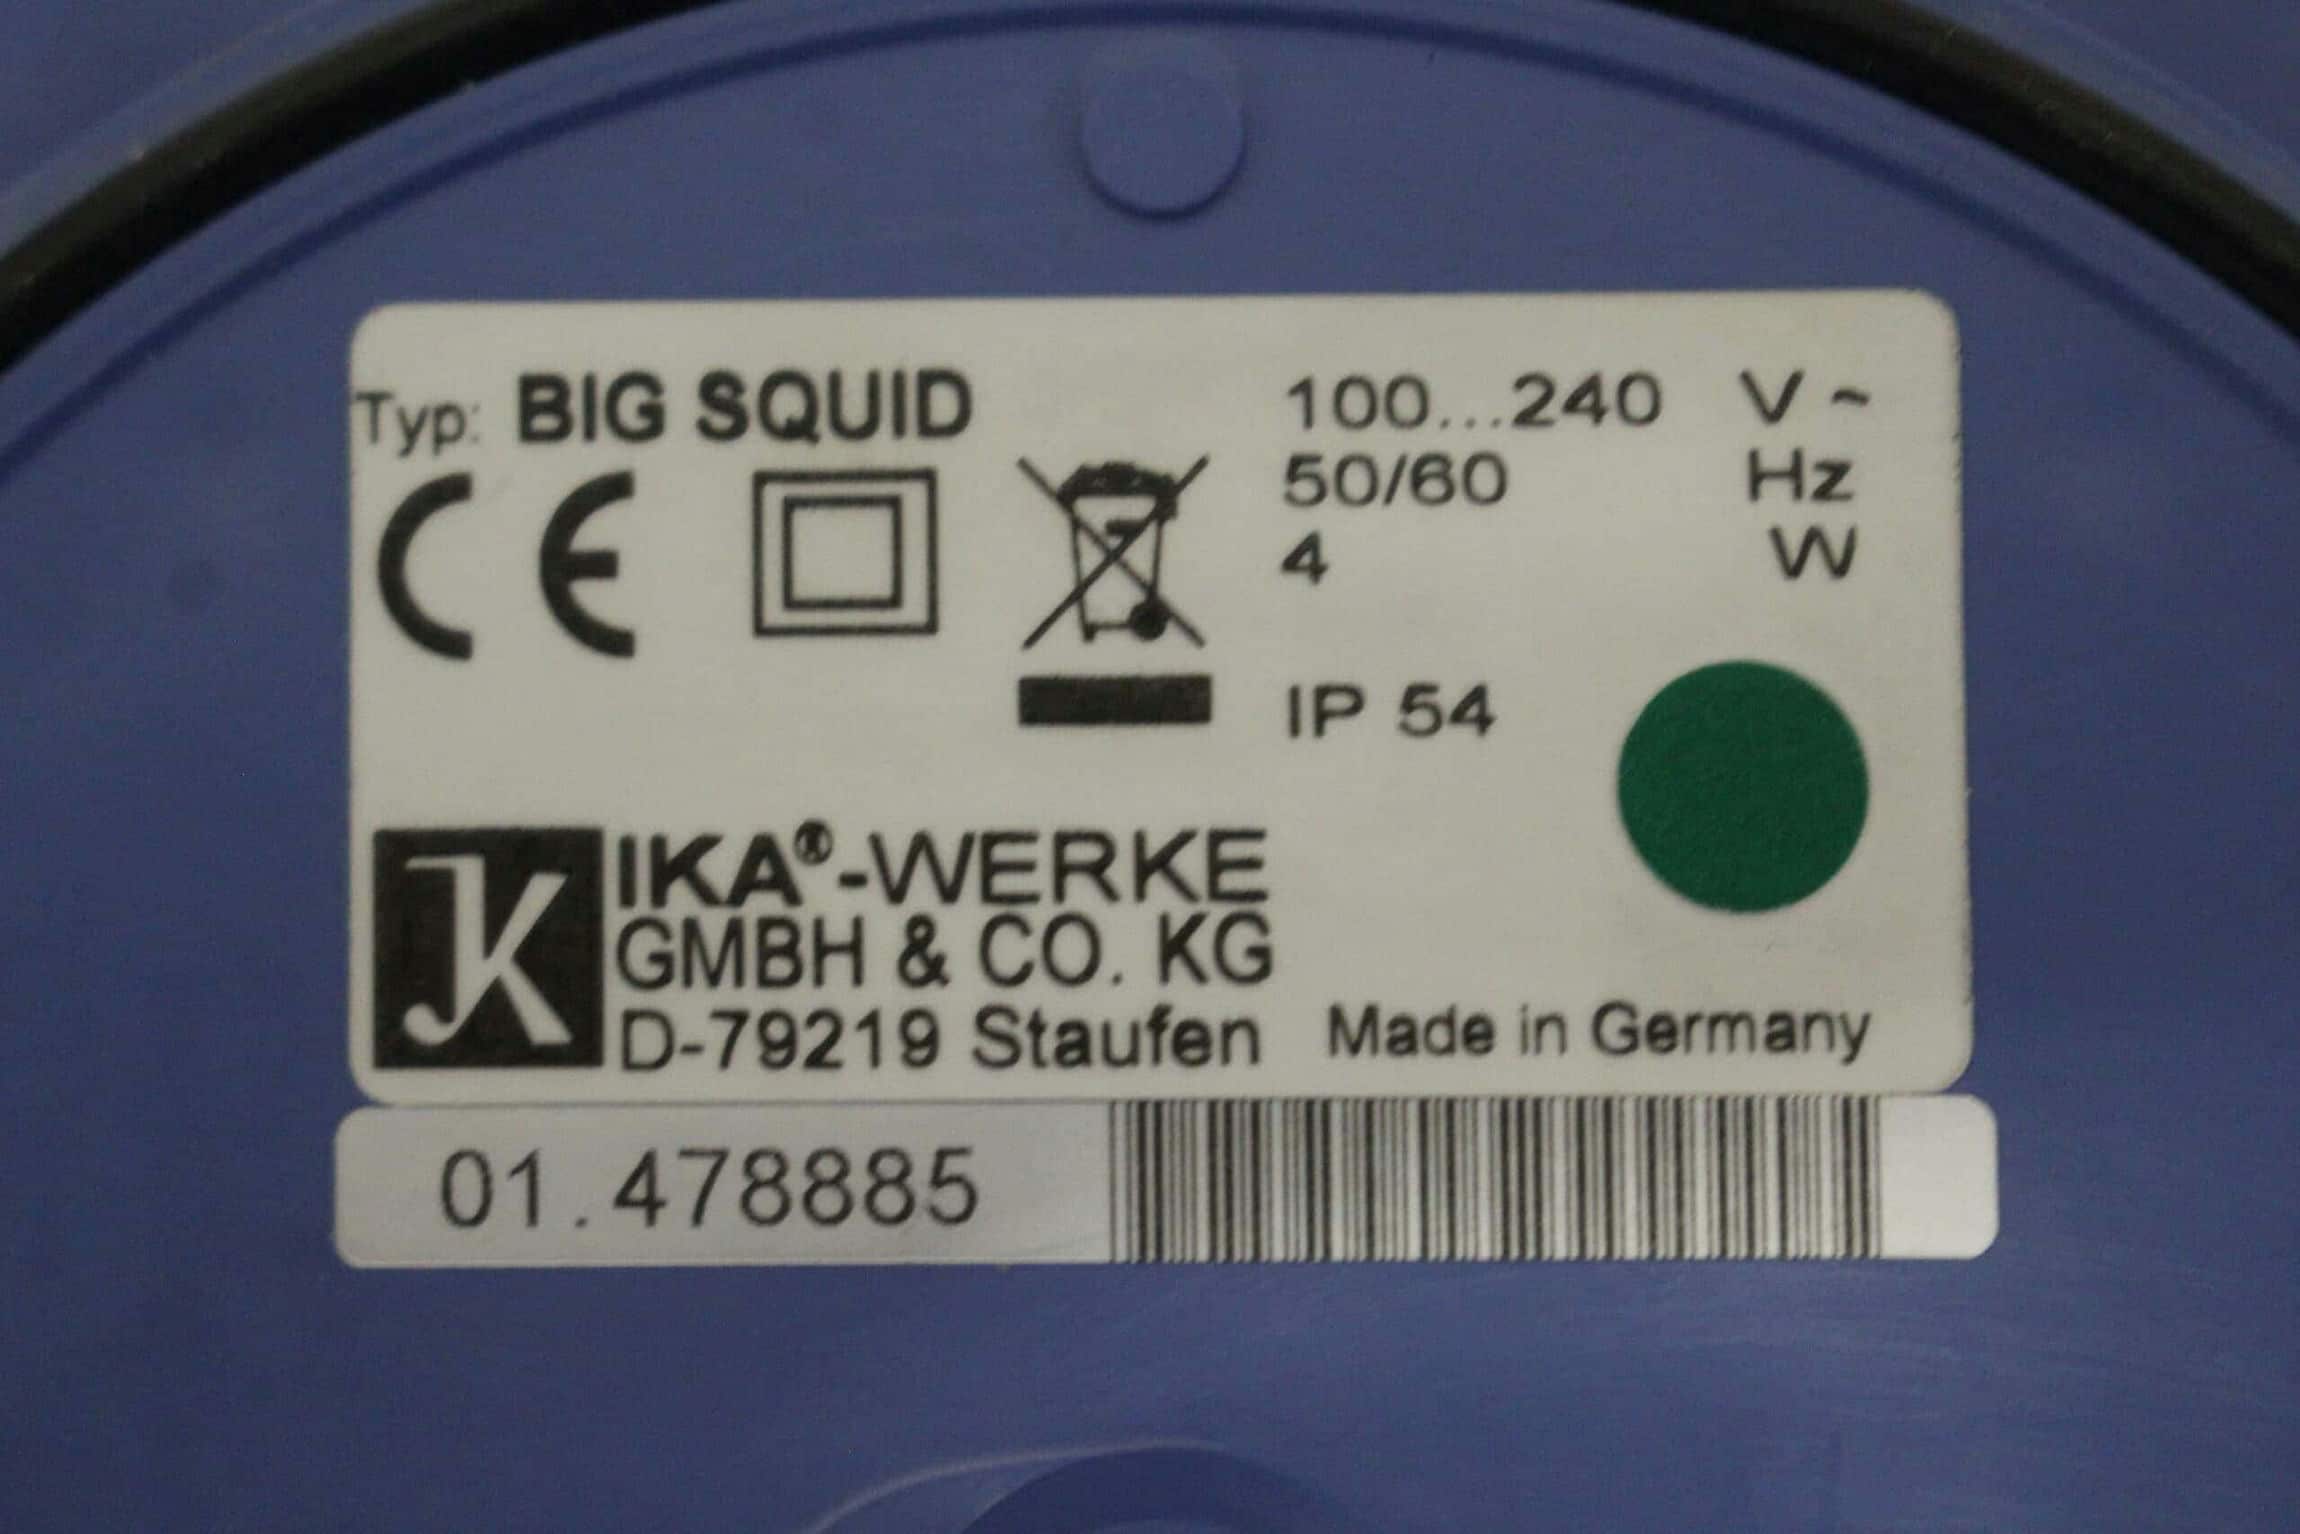 Typ: BIG SQUID 100...240 V ~
50/60 Hz
4 W
CE
IP 54
IKA®-WERKE
GMBH & CO. KG
D-79219 Staufen Made in Germany
01.478885